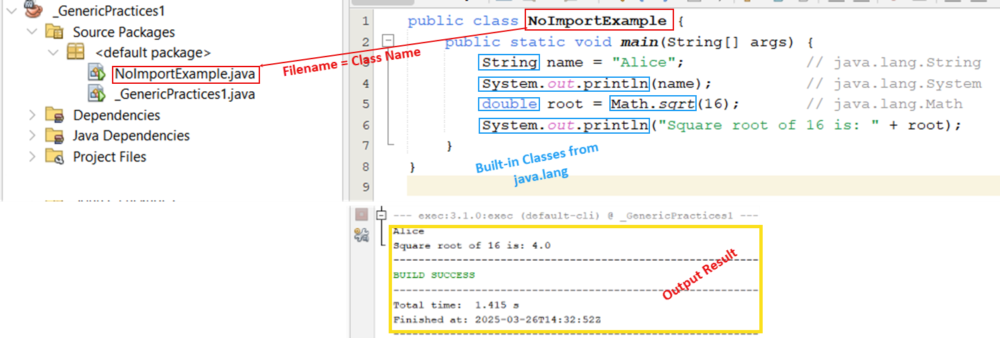 _GenericPractices1
Source Packages
<default package>
NoImportExample.java
_GenericPractices1.java
Dependencies
Java Dependencies
Project Files
Filename = Class Name
1 public class NoImportExample {
2 public static void main(String[] args) {
3 String name = "Alice"; // java.lang.String
4 System.out.println(name); // java.lang.System
5 double root = Math.sqrt(16); // java.lang.Math
6 System.out.println("Square root of 16 is: " + root);
7 }
8 }
9
Built-in Classes from
java.lang
--- exec:3.1.0:exec (default-cli) @ _GenericPractices1 ---
Alice
Square root of 16 is: 4.0
------------------------------------------------------------------------
BUILD SUCCESS
------------------------------------------------------------------------
Total time:  1.415 s
Finished at: 2025-03-26T14:32:52Z
------------------------------------------------------------------------
Output Result